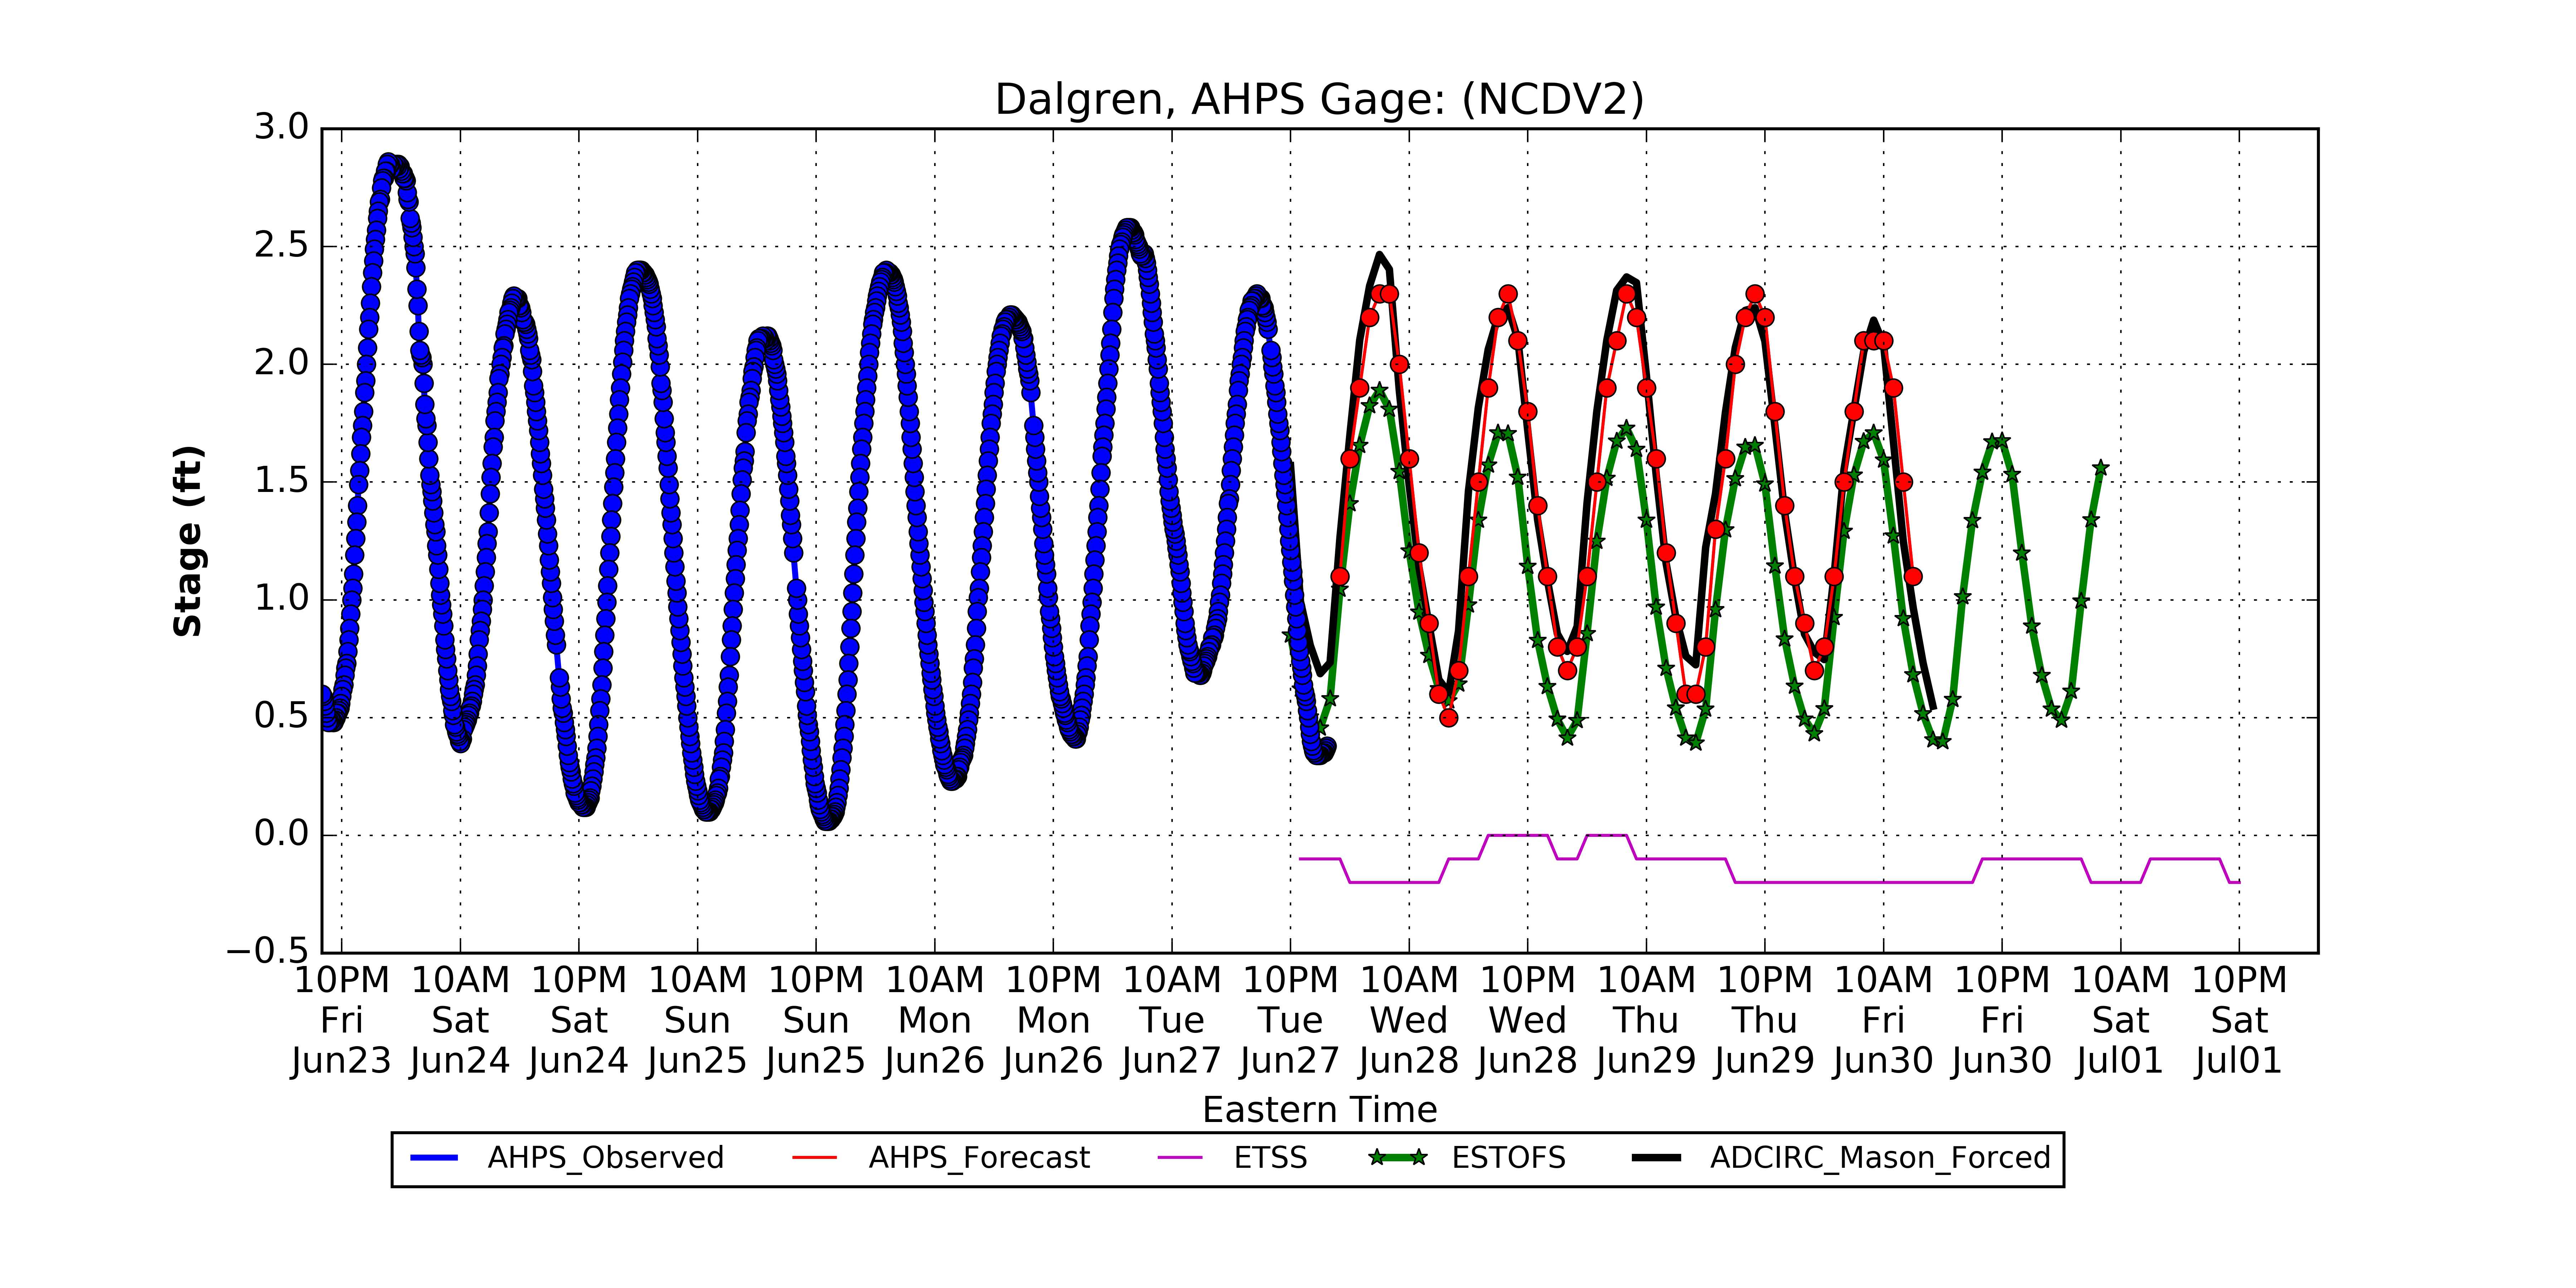 Dalgren, AHPS Gage: (NCDV2)
Stage (ft)
3.0
2.5
2.0
1.5
1.0
0.5
0.0
−0.5
10PM 10AM 10PM 10AM 10PM 10AM 10PM 10AM 10PM 10AM 10PM 10AM 10PM 10AM 10PM 10AM 10PM
Fri Sat Sat Sun Sun Mon Mon Tue Tue Wed Wed Thu Thu Fri Fri Sat Sat
Jun23 Jun24 Jun24 Jun25 Jun25 Jun26 Jun26 Jun27 Jun27 Jun28 Jun28 Jun29 Jun29 Jun30 Jun30 Jul01 Jul01
Eastern Time
AHPS_Observed AHPS_Forecast ETSS ESTOFS ADCIRC_Mason_Forced